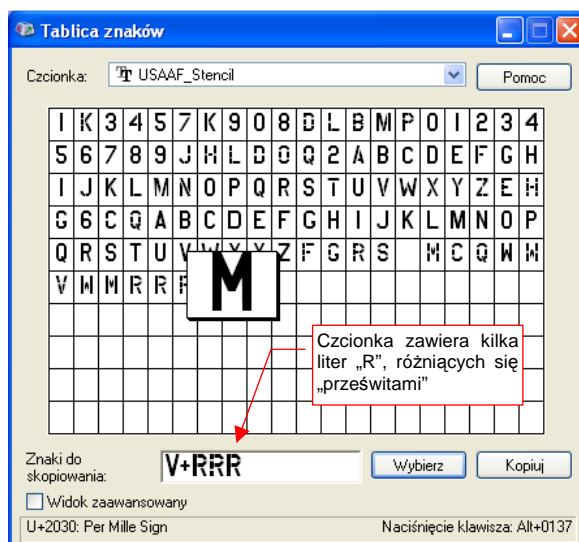 Tablica znaków
Czcionka: USAAF_Stencil Pomoc
I K 3 4 5 7 K 9 0 8 D L B M P 0 I 2 3 4
5 6 7 8 9 J H L D 0 Q 2 A B C D E F G H
I J K L M N O P Q R S T U V W X Y Z E H
G 6 C Q A B C D E F G H I J K L M N O P
Q R S T U V W X Y Z F G R S M C Q W W
V W M R R R
M
Czcionka zawiera kilka
liter „R”, różniących się
„prześwitami”
Znaki do
skopiowania: V+RRR Wybierz Kopiuj
Widok zaawansowany
U+2030: Per Mille Sign Naciśnięcie klawisza: Alt+0137